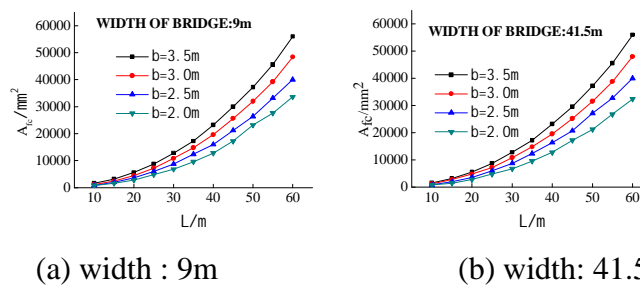 WIDTH OF BRIDGE:9m
b=3.5m
b=3.0m
b=2.5m
b=2.0m
60000
50000
40000
30000
20000
10000
0
A_fc/mm²
10 20 30 40 50 60
L/m
(a) width : 9m
WIDTH OF BRIDGE:41.5m
b=3.5m
b=3.0m
b=2.5m
b=2.0m
60000
50000
40000
30000
20000
10000
0
Afc/mm²
10 20 30 40 50 60
L/m
(b) width: 41.5